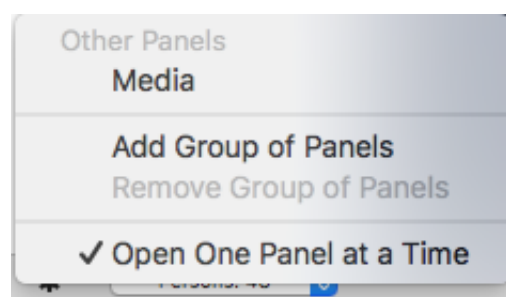 Other Panels
Media
Add Group of Panels
Remove Group of Panels
✓ Open One Panel at a Time